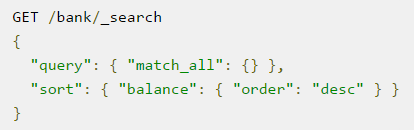 GET /bank/_search
{
  "query": { "match_all": {} },
  "sort": { "balance": { "order": "desc" } }
}